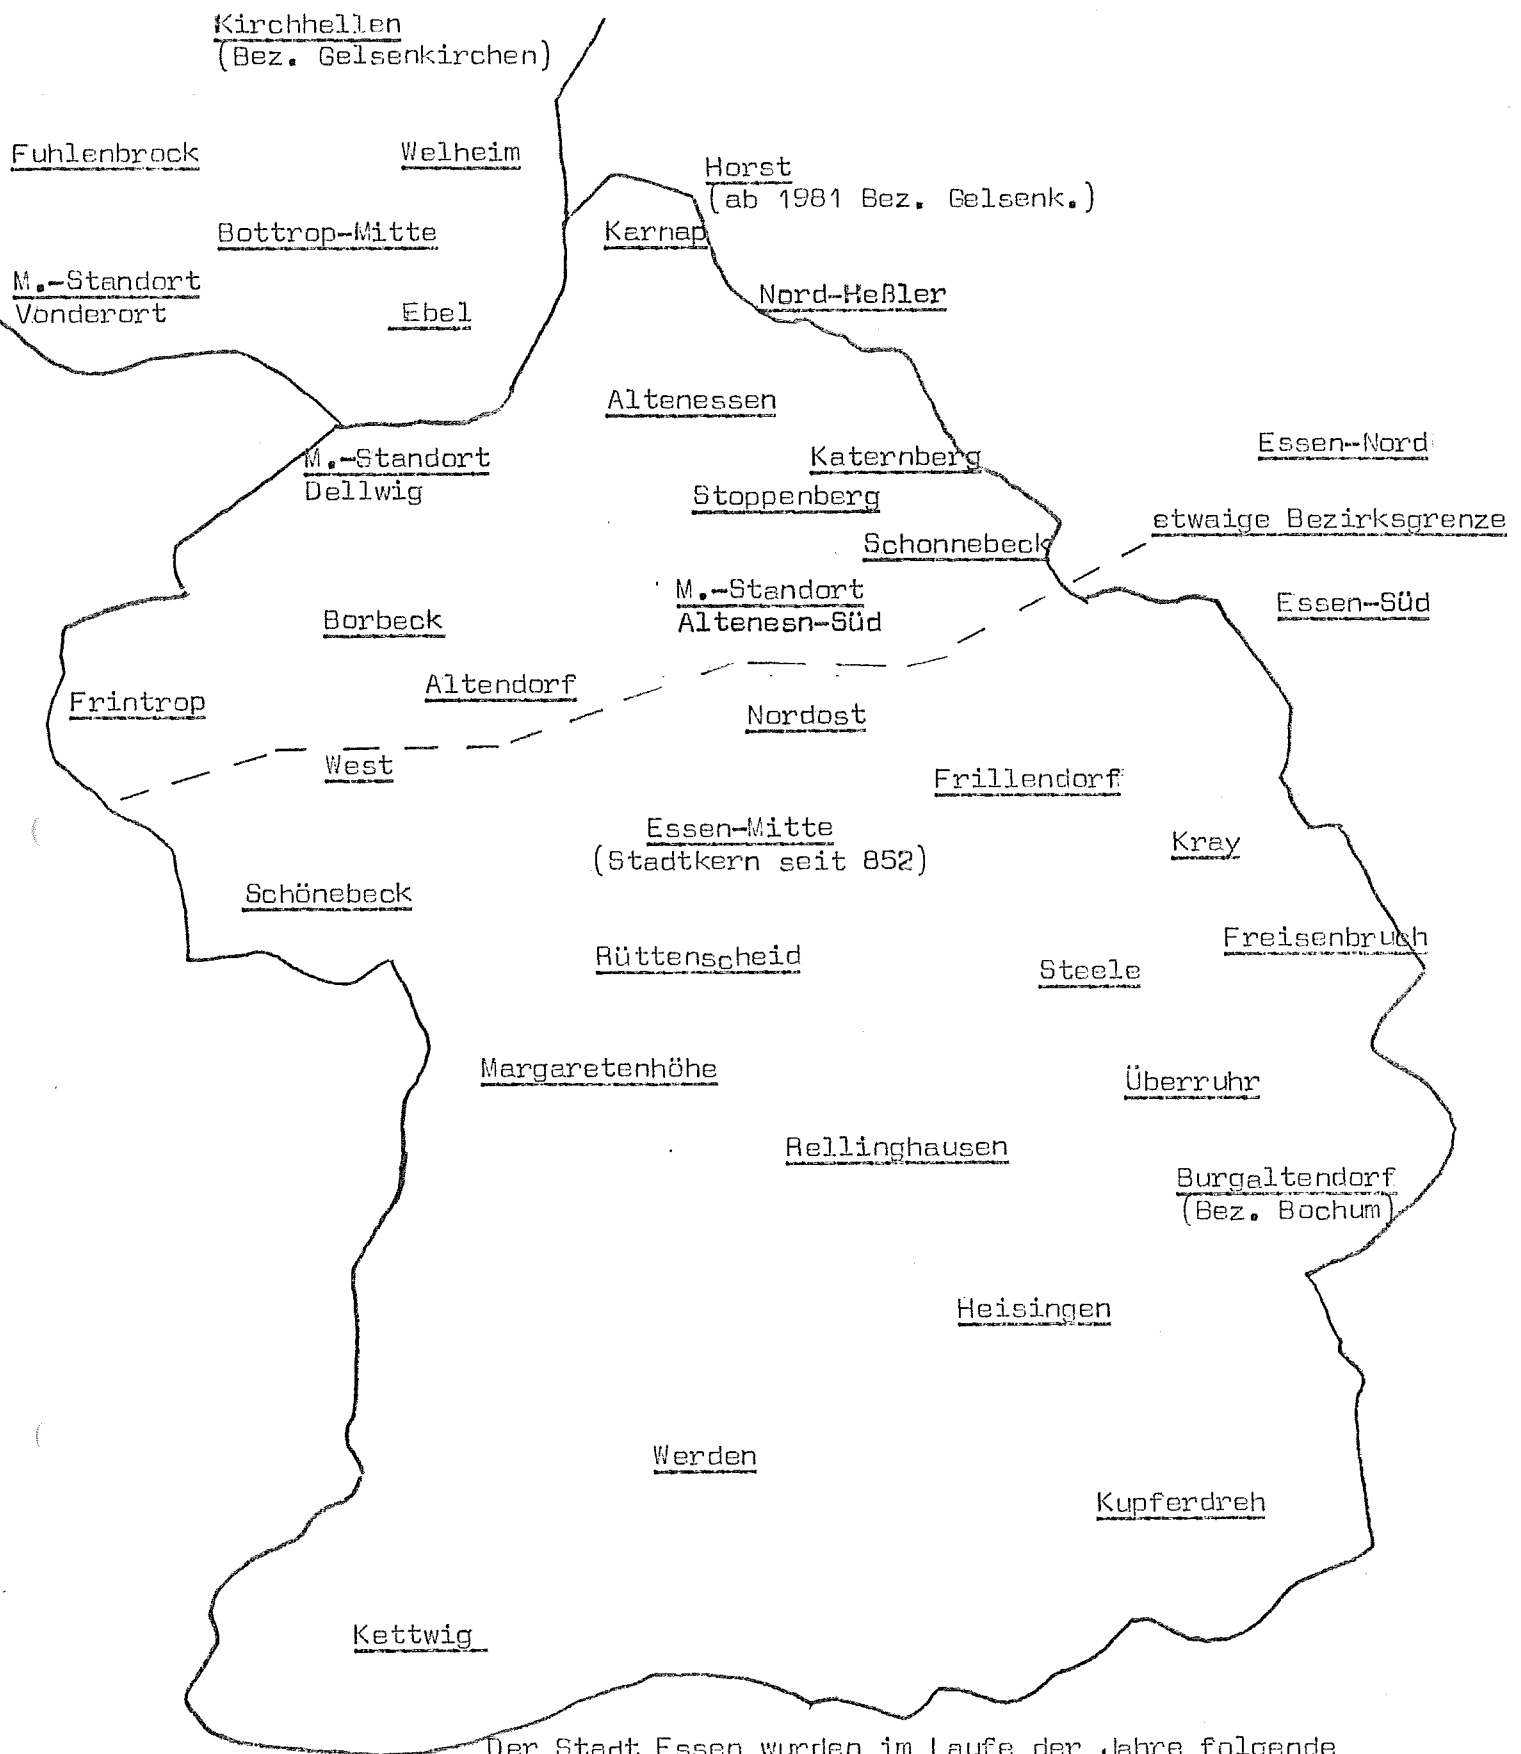 Kirchhellen
(Bez. Gelsenkirchen)
Fuhlenbrock
Welheim
Horst
(ab 1981 Bez. Gelsenk.)
Bottrop-Mitte
Karnap
M.-Standort
Vonderort
Nord-Heßler
Ebel
Altenessen
Essen-Nord
M.-Standort
Dellwig
Katernberg
Stoppenberg
etwaige Bezirksgrenze
Schonnebeck
M.-Standort
Altenesn-Süd
Essen-Süd
Borbeck
Altendorf
Frintrop
Nordost
West
Frillendorf
Essen-Mitte
(Stadtkern seit 852)
Kray
Schönebeck
Freisenbruch
Rüttenscheid
Steele
Margaretenhöhe
Überruhr
Rellinghausen
Burgaltendorf
(Bez. Bochum)
Heisingen
Werden
Kupferdreh
Kettwig
Der Stadt Essen wurden im Laufe der Jahre folgende